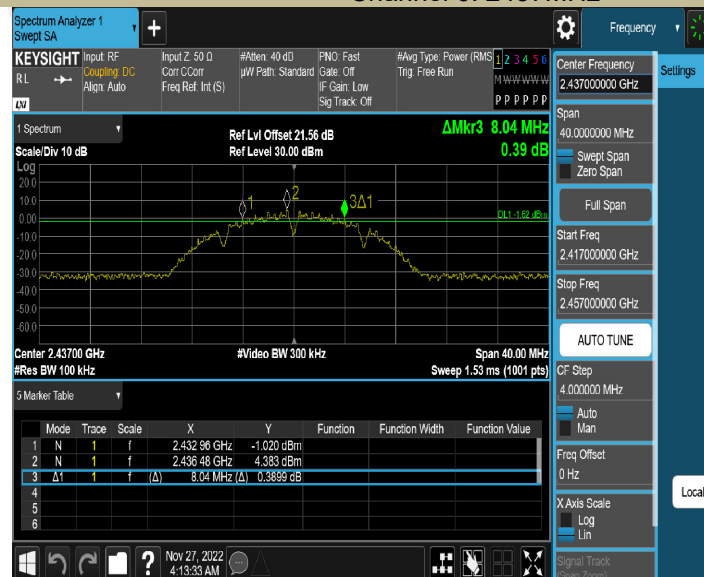 Spectrum Analyzer 1
Swept SA
Frequency
KEYSIGHT
Input: RF
Input Z: 50 Ω
#Atten: 40 dB
PNO: Fast
#Avg Type: Power (RMS
1 2 3 4 5 6
RL
Coupling: DC
Corr CCorr
µW Path: Standard
Gate: Off
Trig: Free Run
M W W W W W
Align: Auto
Freq Ref: Int (S)
IF Gain: Low
Sig Track: Off
P P P P P P
LXI
1 Spectrum
Scale/Div 10 dB
Ref Lvl Offset 21.56 dB
Ref Level 30.00 dBm
ΔMkr3 8.04 MHz
0.39 dB
Log
20.0
10.0
0.00
-10.0
-20.0
-30.0
-40.0
-50.0
-60.0
1
2
3Δ1
DL1 -1.62 dBm
Center 2.43700 GHz
#Video BW 300 kHz
Span 40.00 MHz
#Res BW 100 kHz
Sweep 1.53 ms (1001 pts)
5 Marker Table
Mode Trace Scale X Y Function Function Width Function Value
1 N 1 f 2.432 96 GHz -1.020 dBm
2 N 1 f 2.436 48 GHz 4.383 dBm
3 Δ1 1 f (Δ) 8.04 MHz (Δ) 0.3899 dB
4
5
6
Nov 27, 2022
4:13:33 AM
Center Frequency
2.437000000 GHz
Settings
Span
40.0000000 MHz
Swept Span
Zero Span
Full Span
Start Freq
2.417000000 GHz
Stop Freq
2.457000000 GHz
AUTO TUNE
CF Step
4.000000 MHz
Auto
Man
Freq Offset
0 Hz
X Axis Scale
Log
Lin
Local
Signal Track
(Span Zoom)